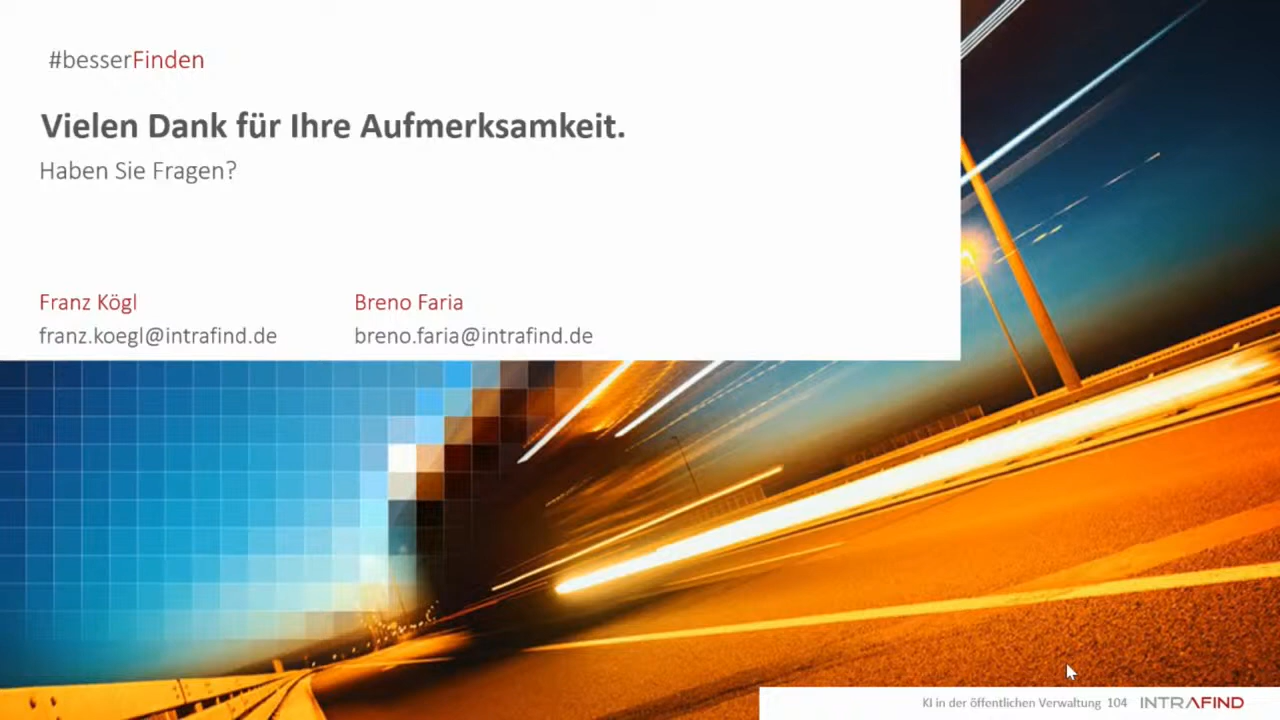 #besserFinden
Vielen Dank für Ihre Aufmerksamkeit.
Haben Sie Fragen?
Franz Kögl
franz.koegl@intrafind.de
Breno Faria
breno.faria@intrafind.de
KI in der öffentlichen Verwaltung 104 INTRAFIND